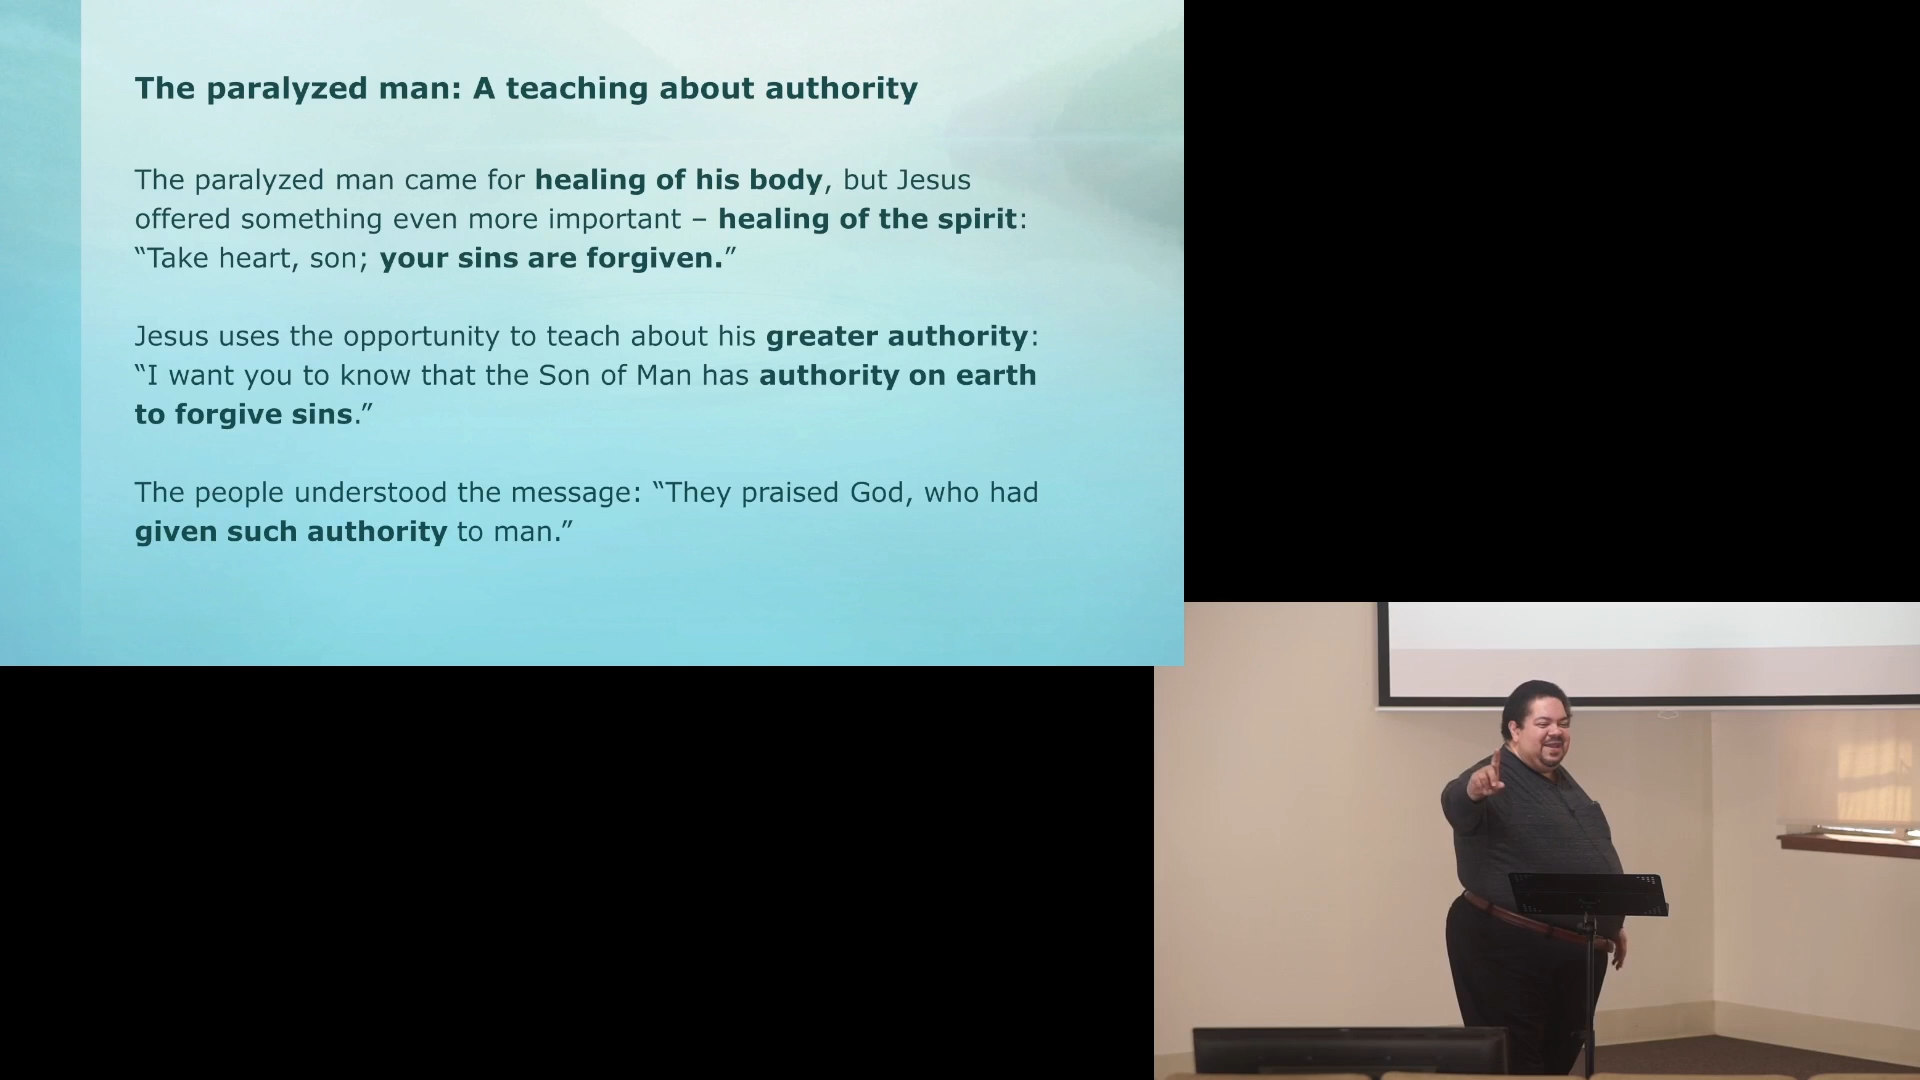 The paralyzed man: A teaching about authority
The paralyzed man came for healing of his body, but Jesus
offered something even more important – healing of the spirit:
“Take heart, son; your sins are forgiven.”
Jesus uses the opportunity to teach about his greater authority:
“I want you to know that the Son of Man has authority on earth
to forgive sins.”
The people understood the message: “They praised God, who had
given such authority to man.”